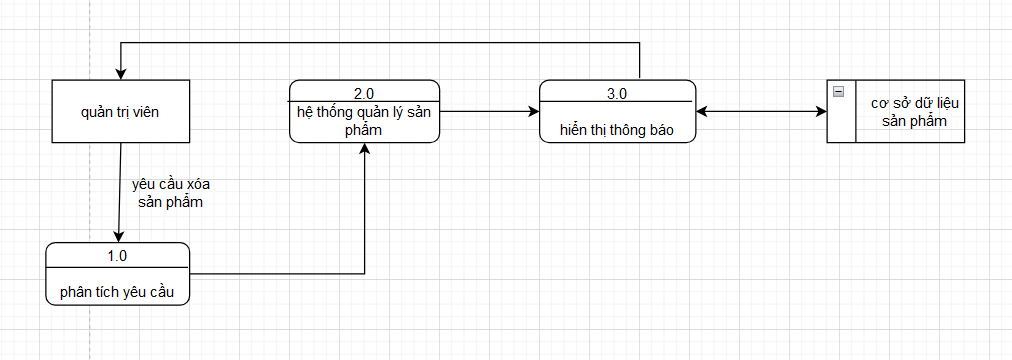 quản trị viên
2.0
hệ thống quản lý sản
phẩm
3.0
hiển thị thông báo
cơ sở dữ liệu
sản phẩm
yêu cầu xóa
sản phẩm
1.0
phân tích yêu cầu